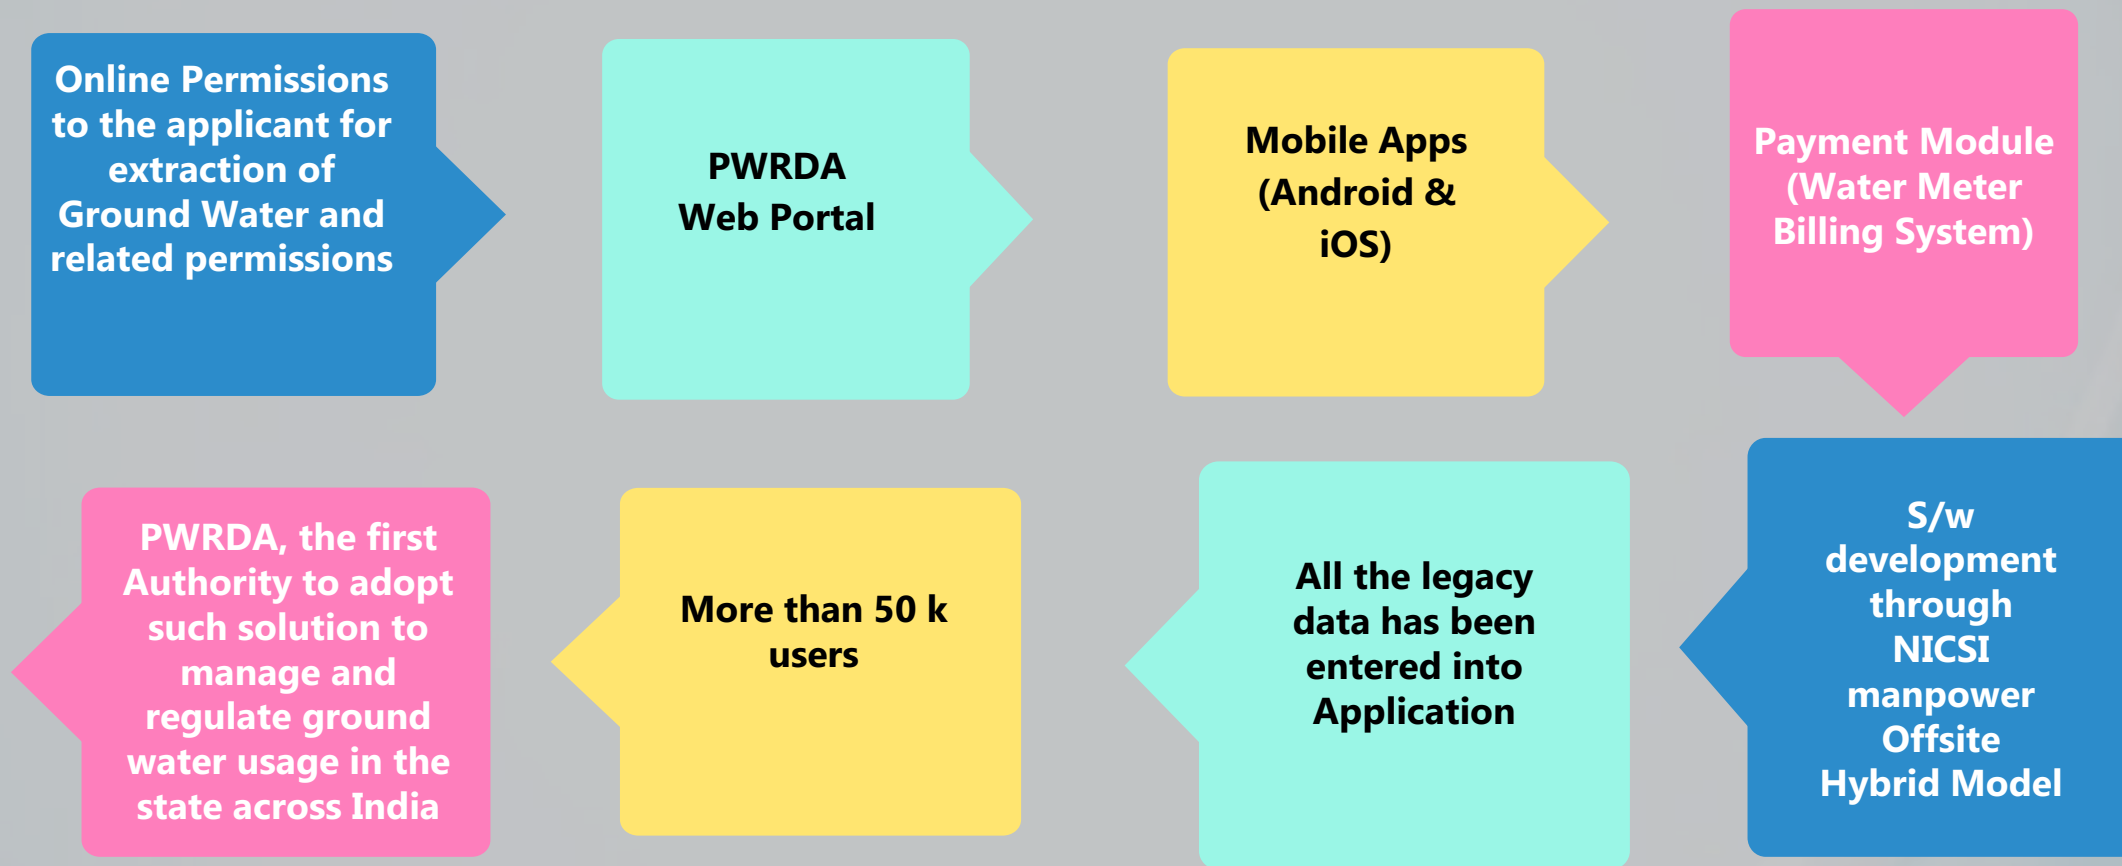 Online Permissions
to the applicant for
extraction of
Ground Water and
related permissions
PWRDA
Web Portal
Mobile Apps
(Android &
iOS)
Payment Module
(Water Meter
Billing System)
S/w
development
through
NICSI
manpower
Offsite
Hybrid Model
All the legacy
data has been
entered into
Application
More than 50 k
users
PWRDA, the first
Authority to adopt
such solution to
manage and
regulate ground
water usage in the
state across India